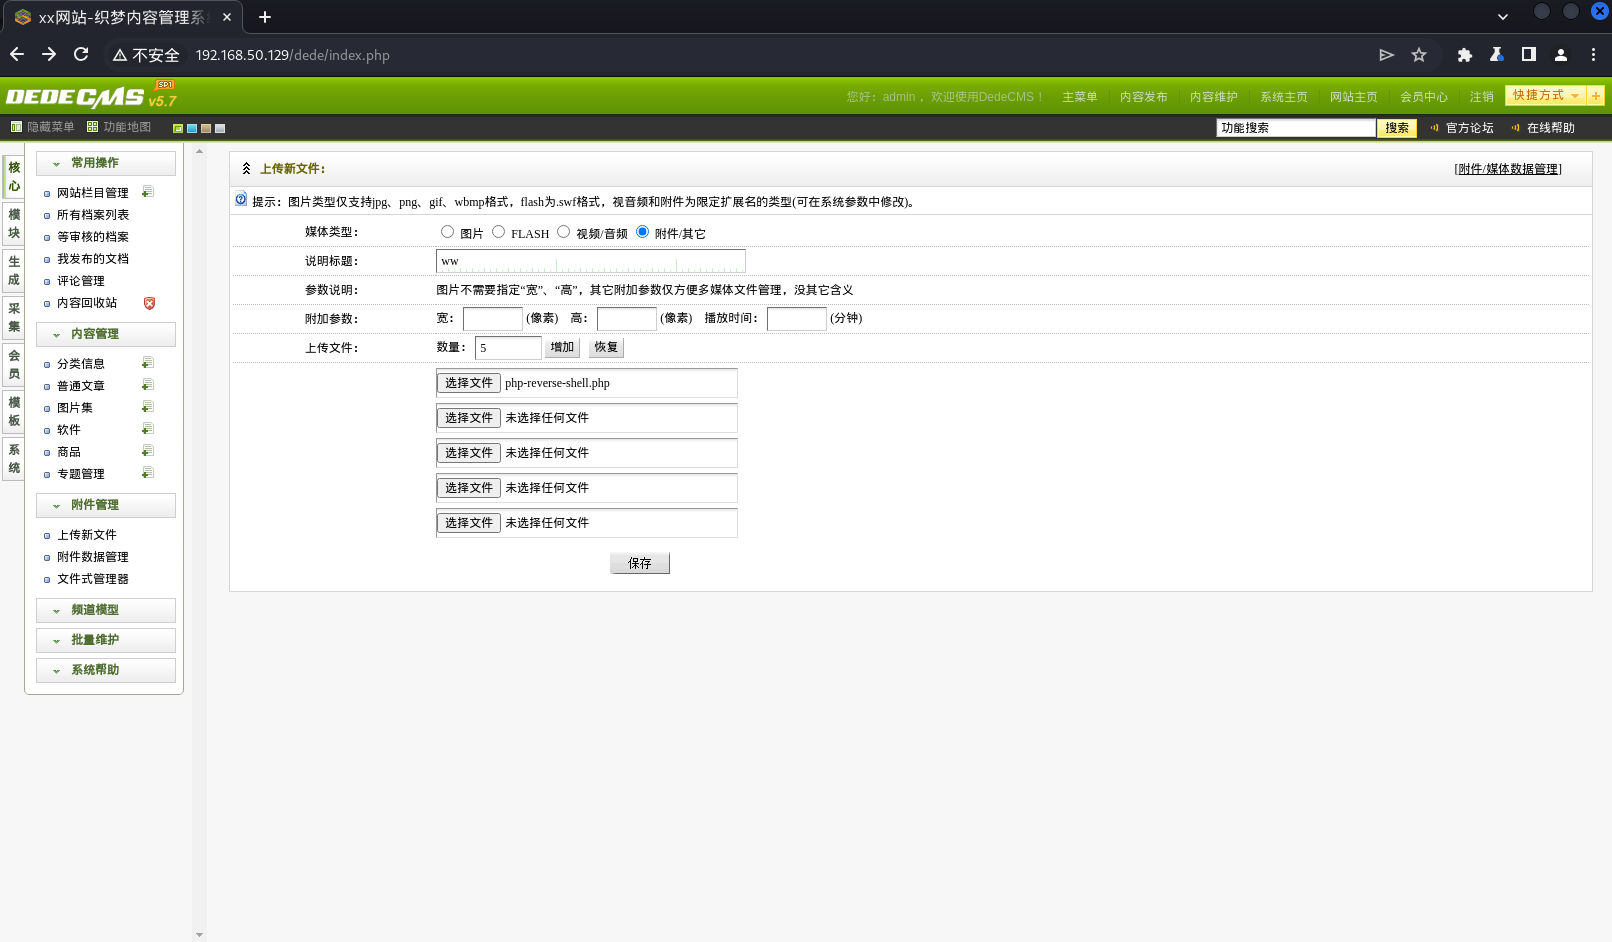 xx网站-织梦内容管理系
不安全 192.168.50.129/dede/index.php
DEDECMS v5.7 SP1
您好：admin ，欢迎使用DedeCMS！ 主菜单 内容发布 内容维护 系统主页 网站主页 会员中心 注销 快捷方式
隐藏菜单 功能地图 功能搜索 搜索 官方论坛 在线帮助
核心
模块
生成
采集
会员
模板
系统
常用操作
网站栏目管理
所有档案列表
等审核的档案
我发布的文档
评论管理
内容回收站
内容管理
分类信息
普通文章
图片集
软件
商品
专题管理
附件管理
上传新文件
附件数据管理
文件式管理器
频道模型
批量维护
系统帮助
上传新文件： [附件/媒体数据管理]
提示：图片类型仅支持jpg、png、gif、wbmp格式，flash为.swf格式，视音频和附件为限定扩展名的类型(可在系统参数中修改)。
媒体类型： 图片 FLASH 视频/音频 附件/其它
说明标题： ww
参数说明： 图片不需要指定“宽”、“高”，其它附加参数仅方便多媒体文件管理，没其它含义
附加参数： 宽： (像素) 高： (像素) 播放时间： (分钟)
上传文件： 数量： 5 增加 恢复
选择文件 php-reverse-shell.php
选择文件 未选择任何文件
选择文件 未选择任何文件
选择文件 未选择任何文件
选择文件 未选择任何文件
保存